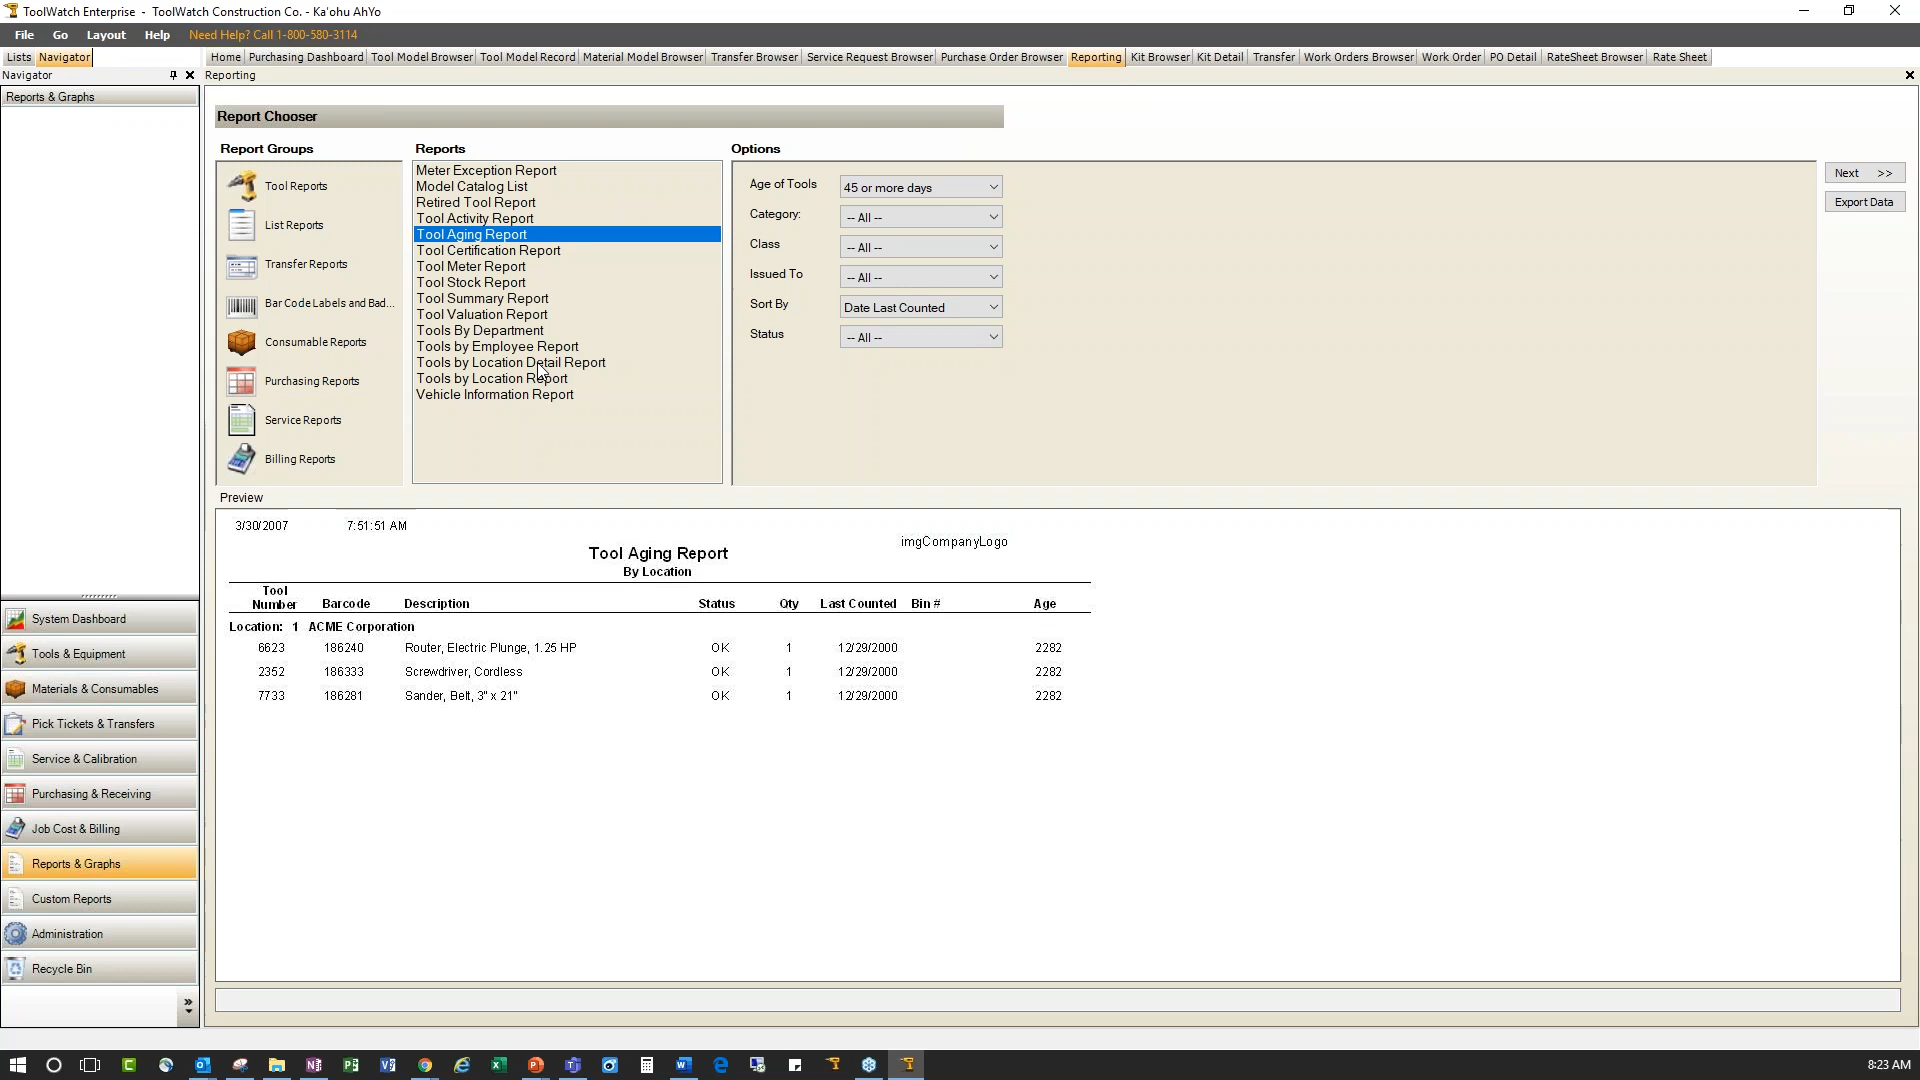 ToolWatch Enterprise - ToolWatch Construction Co. - Ka'ohu AhYo
File Go Layout Help Need Help? Call 1-800-580-3114
Lists Navigator Home Purchasing Dashboard Tool Model Browser Tool Model Record Material Model Browser Transfer Browser Service Request Browser Purchase Order Browser Reporting Kit Browser Kit Detail Transfer Work Orders Browser Work Order PO Detail RateSheet Browser Rate Sheet
Navigator Reporting
Reports & Graphs
Report Chooser
Report Groups
Tool Reports
List Reports
Transfer Reports
Bar Code Labels and Bad...
Consumable Reports
Purchasing Reports
Service Reports
Billing Reports
Reports
Meter Exception Report
Model Catalog List
Retired Tool Report
Tool Activity Report
Tool Aging Report
Tool Certification Report
Tool Meter Report
Tool Stock Report
Tool Summary Report
Tool Valuation Report
Tools By Department
Tools by Employee Report
Tools by Location Detail Report
Tools by Location Report
Vehicle Information Report
Options
Age of Tools 45 or more days
Category: -- All --
Class -- All --
Issued To -- All --
Sort By Date Last Counted
Status -- All --
Next >>
Export Data
Preview
3/30/2007 7:51:51 AM
imgCompanyLogo
Tool Aging Report
By Location
Tool
Number Barcode Description Status Qty Last Counted Bin # Age
Location: 1 ACME Corporation
6623 186240 Router, Electric Plunge, 1.25 HP OK 1 12/29/2000 2282
2352 186333 Screwdriver, Cordless OK 1 12/29/2000 2282
7733 186281 Sander, Belt, 3" x 21" OK 1 12/29/2000 2282
System Dashboard
Tools & Equipment
Materials & Consumables
Pick Tickets & Transfers
Service & Calibration
Purchasing & Receiving
Job Cost & Billing
Reports & Graphs
Custom Reports
Administration
Recycle Bin
8:23 AM